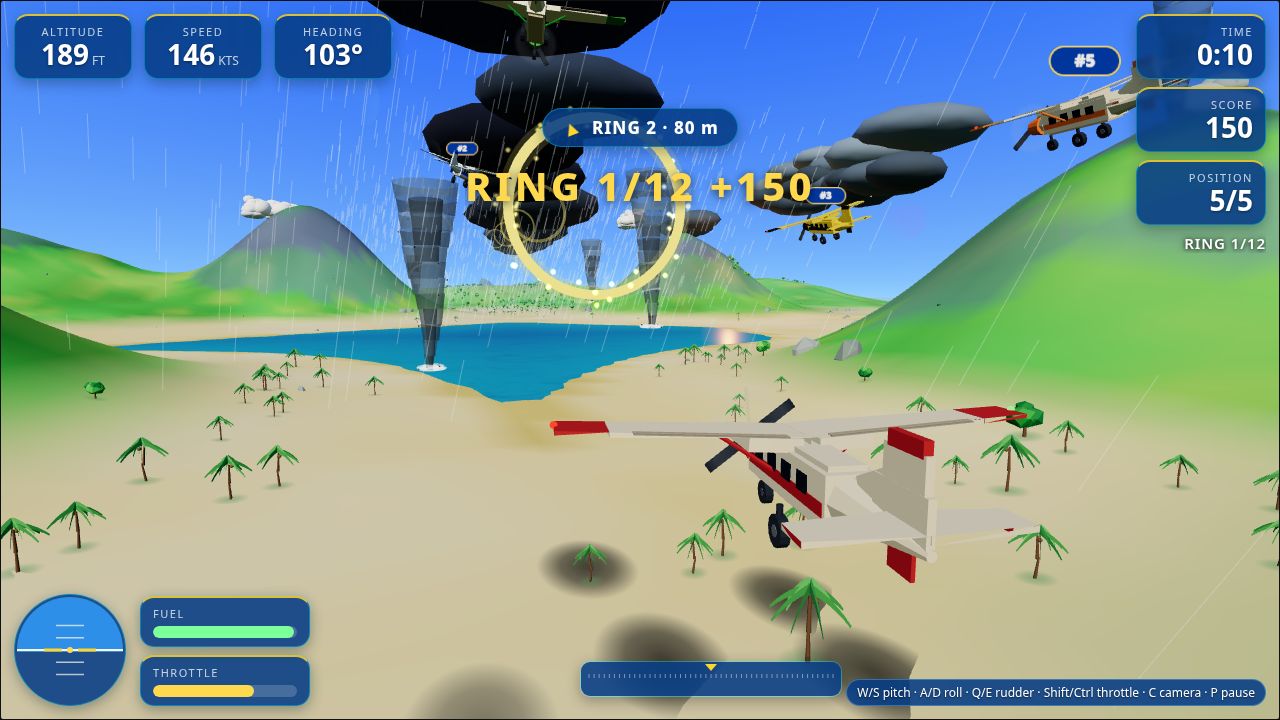 ALTITUDE
189 FT
SPEED
146 KTS
HEADING
103°
#5
TIME
0:10
SCORE
150
POSITION
5/5
RING 1/12
RING 2 · 80 m
#2
RING 1/12 +150
#3
FUEL
THROTTLE
W/S pitch · A/D roll · Q/E rudder · Shift/Ctrl throttle · C camera · P pause